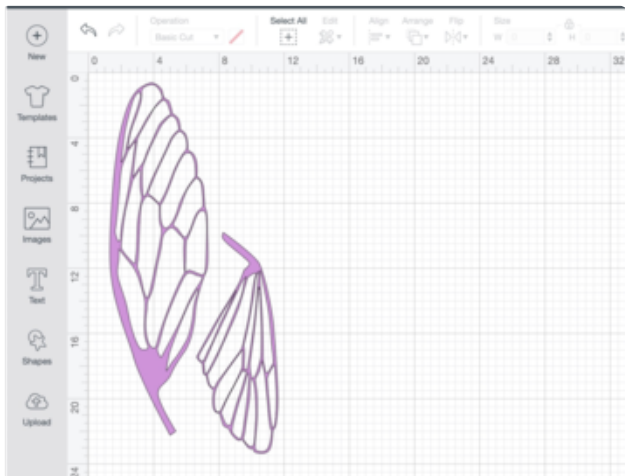 Operation
Select All
Edit
Align
Arrange
Flip
Size
Basic Cut
W
H
New
0 4 8 12 16 20 24 28 32
0
4
8
12
16
20
24
Templates
Projects
Images
Text
Shapes
Upload